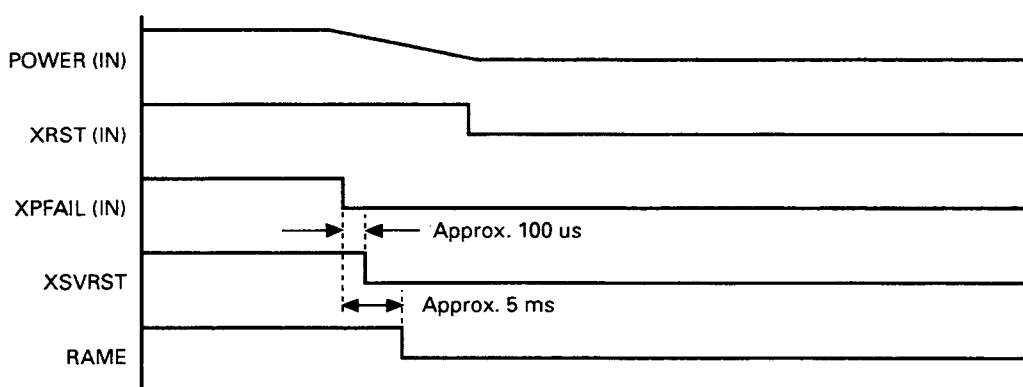 POWER (IN)
XRST (IN)
XPFAIL (IN)
Approx. 100 us
XSVRST
Approx. 5 ms
RAME